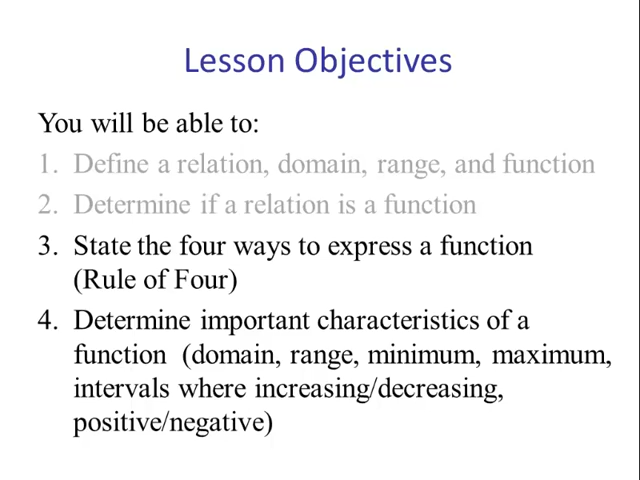 Lesson Objectives
You will be able to:
1. Define a relation, domain, range, and function
2. Determine if a relation is a function
3. State the four ways to express a function
(Rule of Four)
4. Determine important characteristics of a
function (domain, range, minimum, maximum,
intervals where increasing/decreasing,
positive/negative)